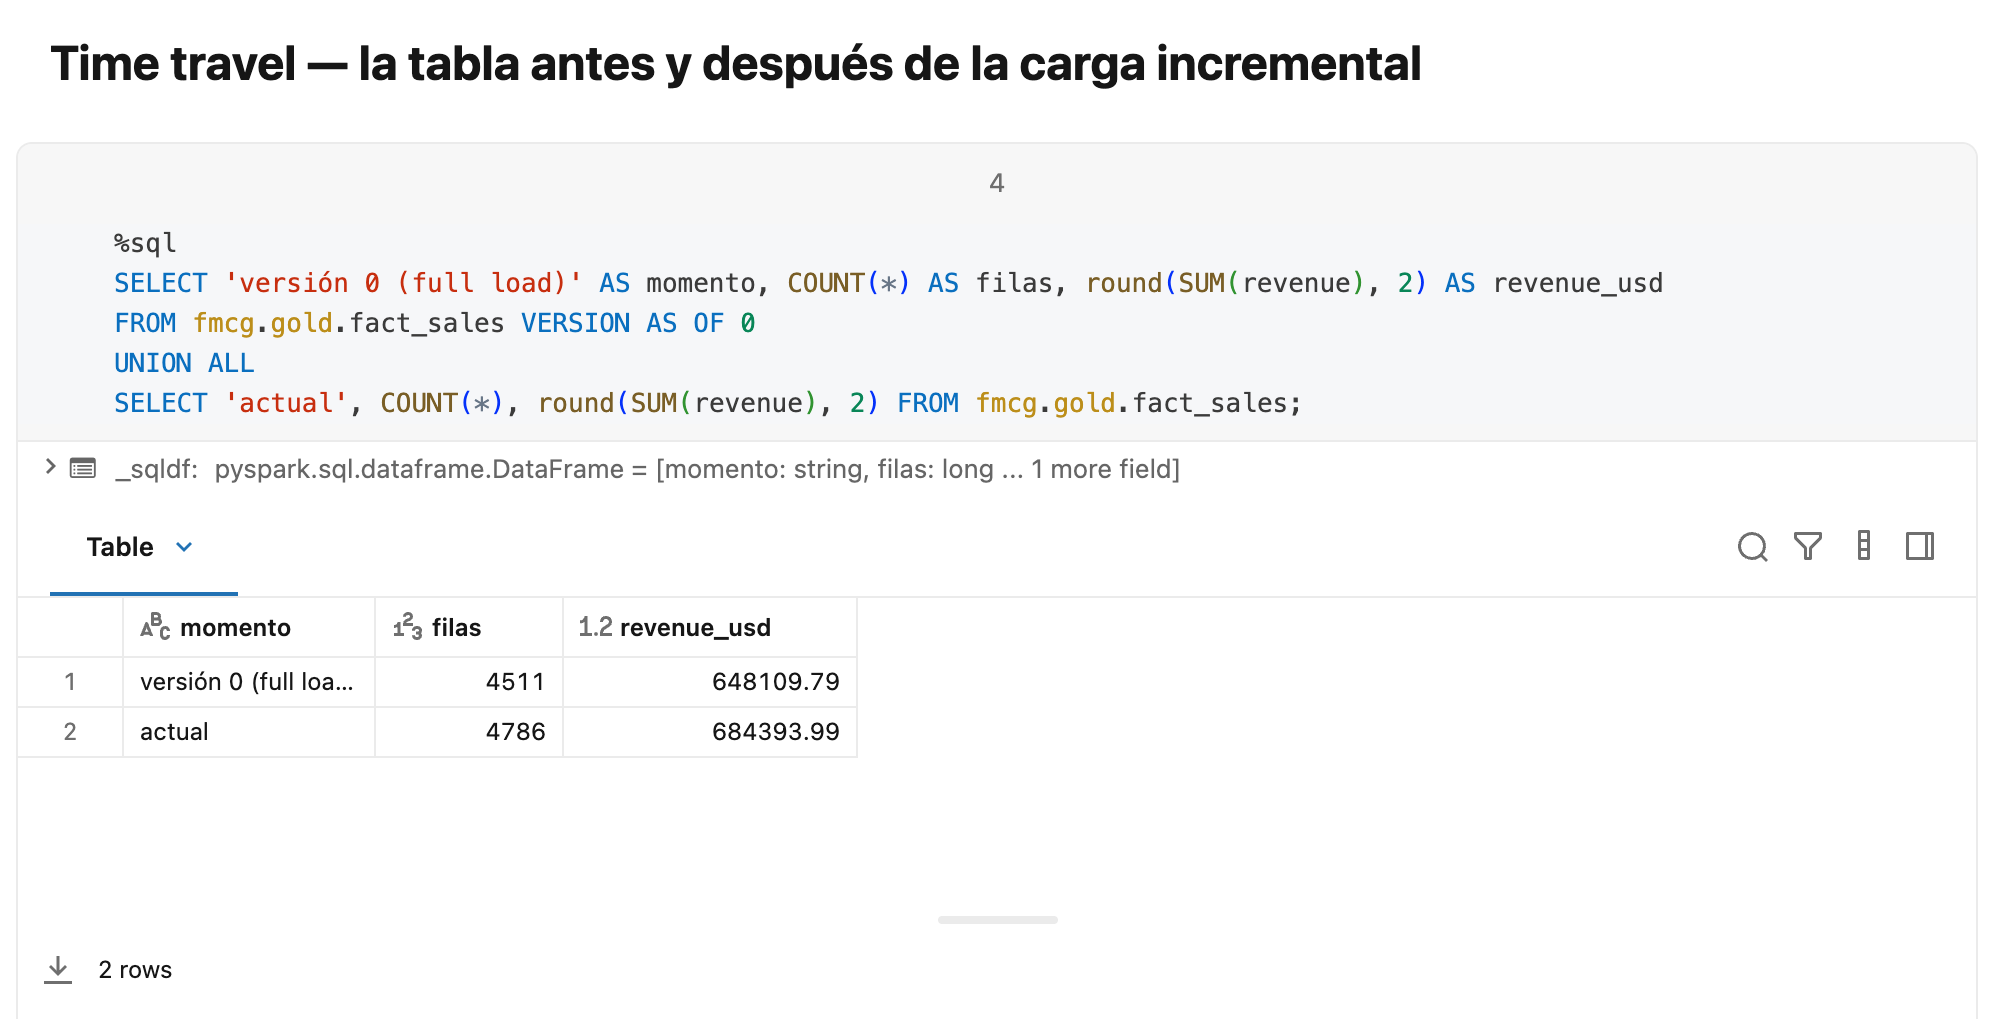 Time travel — la tabla antes y después de la carga incremental
4
%sql
SELECT 'versión 0 (full load)' AS momento, COUNT(*) AS filas, round(SUM(revenue), 2) AS revenue_usd
FROM fmcg.gold.fact_sales VERSION AS OF 0
UNION ALL
SELECT 'actual', COUNT(*), round(SUM(revenue), 2) FROM fmcg.gold.fact_sales;
_sqldf: pyspark.sql.dataframe.DataFrame = [momento: string, filas: long ... 1 more field]
Table
ABC momento 123 filas 1.2 revenue_usd
1 versión 0 (full loa... 4511 648109.79
2 actual 4786 684393.99
2 rows